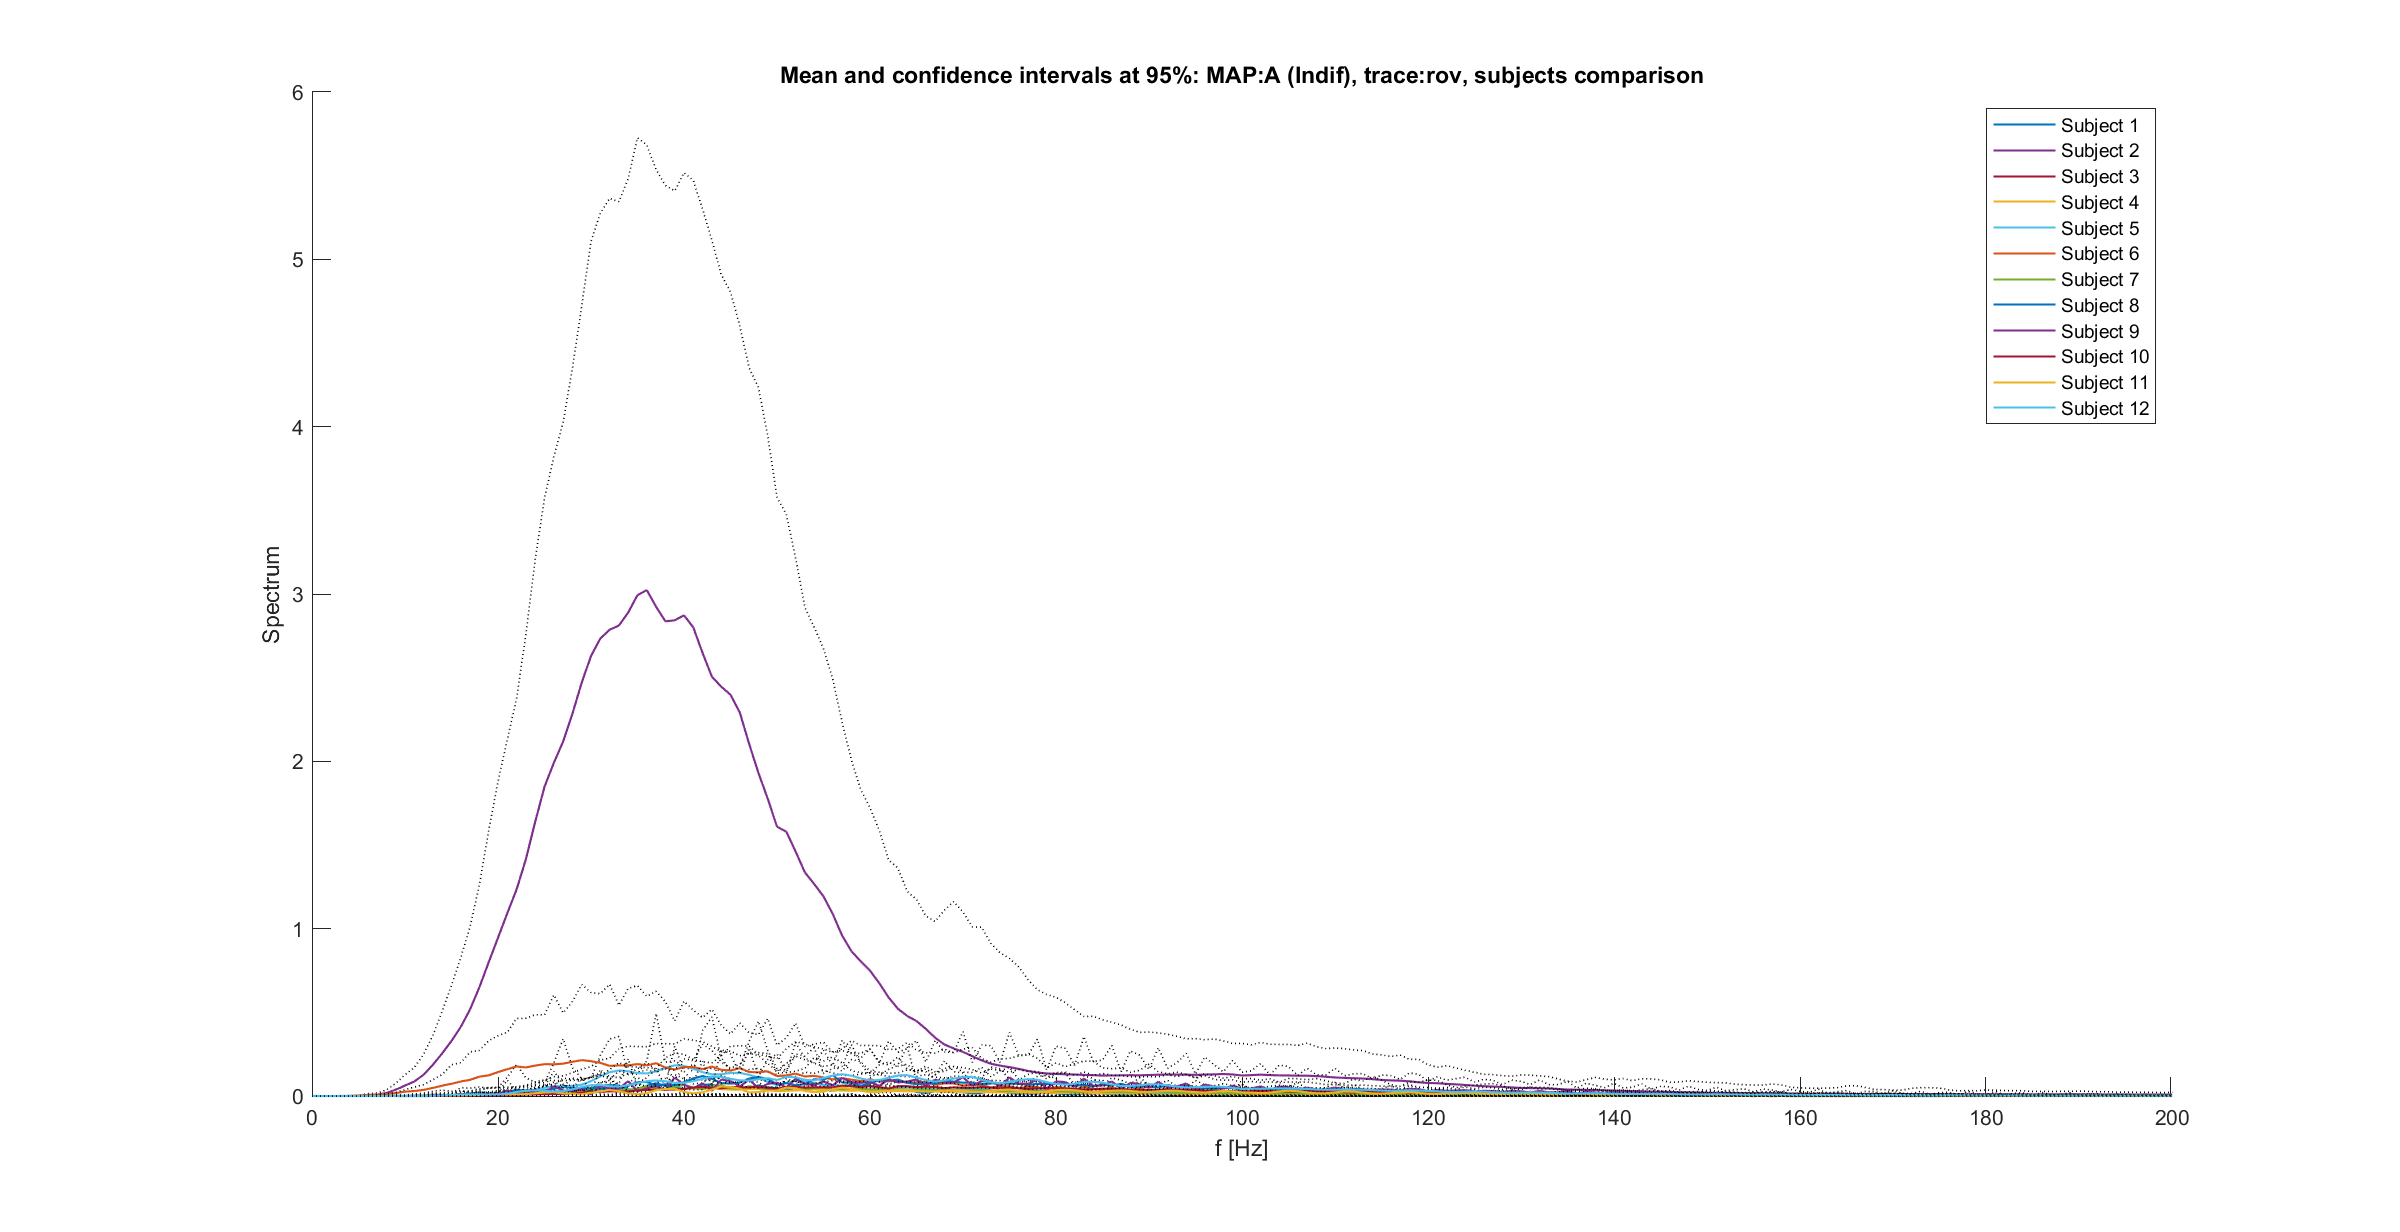 Mean and confidence intervals at 95%: MAP:A (Indif), trace:rov, subjects comparison
6
5
4
3
2
1
0
Spectrum
Subject 1
Subject 2
Subject 3
Subject 4
Subject 5
Subject 6
Subject 7
Subject 8
Subject 9
Subject 10
Subject 11
Subject 12
0 20 40 60 80 100 120 140 160 180 200
f [Hz]